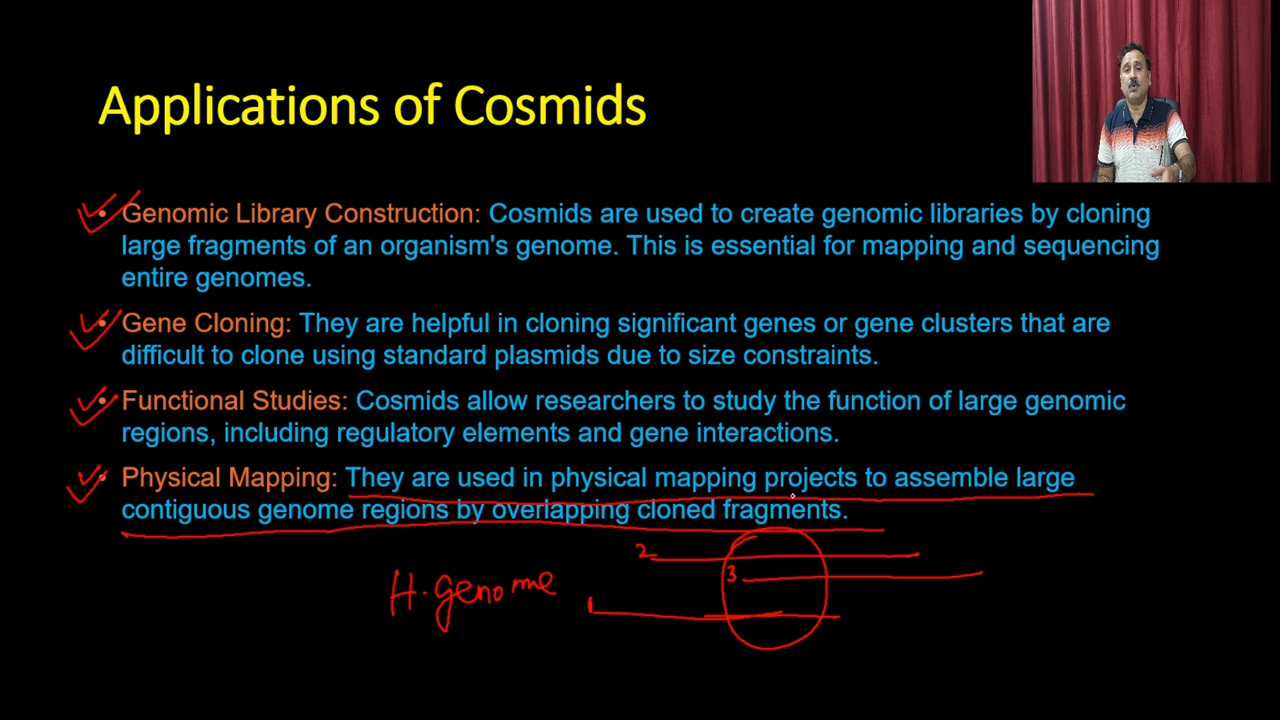 Applications of Cosmids
• Genomic Library Construction: Cosmids are used to create genomic libraries by cloning
large fragments of an organism's genome. This is essential for mapping and sequencing
entire genomes.
• Gene Cloning: They are helpful in cloning significant genes or gene clusters that are
difficult to clone using standard plasmids due to size constraints.
• Functional Studies: Cosmids allow researchers to study the function of large genomic
regions, including regulatory elements and gene interactions.
• Physical Mapping: They are used in physical mapping projects to assemble large
contiguous genome regions by overlapping cloned fragments.
2
3
H. Genome
1